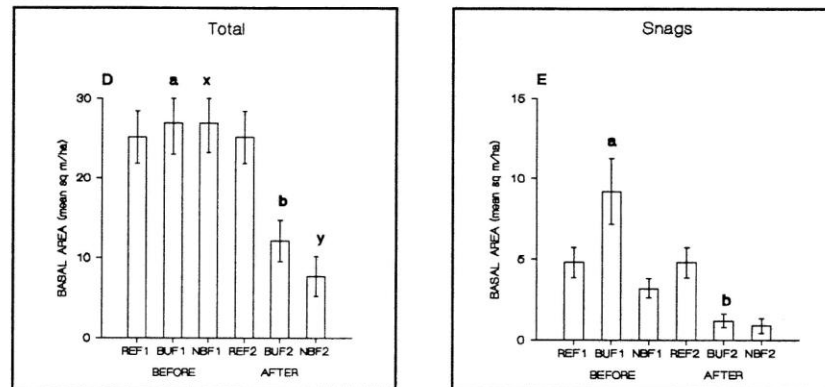 Total
D a x
30
20
10
0
b
y
BASAL AREA (mean sq m/ha)
REF1 BUF1 NBF1 REF2 BUF2 NBF2
BEFORE AFTER
Snags
E
15
10
5
0
a
b
BASAL AREA (mean sq m/ha)
REF1 BUF1 NBF1 REF2 BUF2 NBF2
BEFORE AFTER